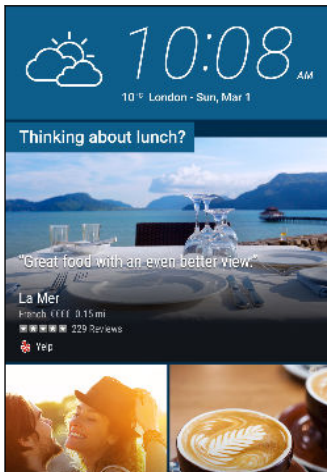 10:08 AM
10 °C London - Sun, Mar 1
Thinking about lunch?
"Great food with an even better view."
La Mer
French, €€€€ 0.15 mi
229 Reviews
Yelp